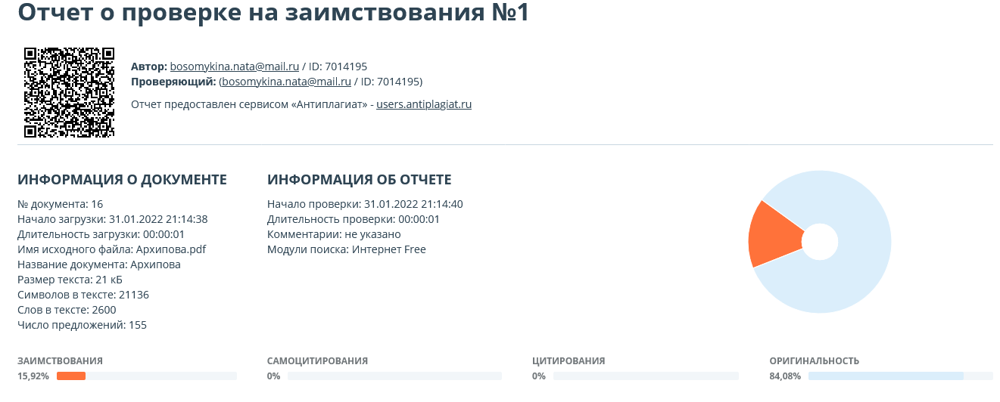 Отчет о проверке на заимствования №1
Автор: bosomykina.nata@mail.ru / ID: 7014195
Проверяющий: (bosomykina.nata@mail.ru / ID: 7014195)
Отчет предоставлен сервисом «Антиплагиат» - users.antiplagiat.ru
ИНФОРМАЦИЯ О ДОКУМЕНТЕ
№ документа: 16
Начало загрузки: 31.01.2022 21:14:38
Длительность загрузки: 00:00:01
Имя исходного файла: Архипова.pdf
Название документа: Архипова
Размер текста: 21 кБ
Символов в тексте: 21136
Слов в тексте: 2600
Число предложений: 155
ИНФОРМАЦИЯ ОБ ОТЧЕТЕ
Начало проверки: 31.01.2022 21:14:40
Длительность проверки: 00:00:01
Комментарии: не указано
Модули поиска: Интернет Free
ЗАИМСТВОВАНИЯ
15,92%
САМОЦИТИРОВАНИЯ
0%
ЦИТИРОВАНИЯ
0%
ОРИГИНАЛЬНОСТЬ
84,08%